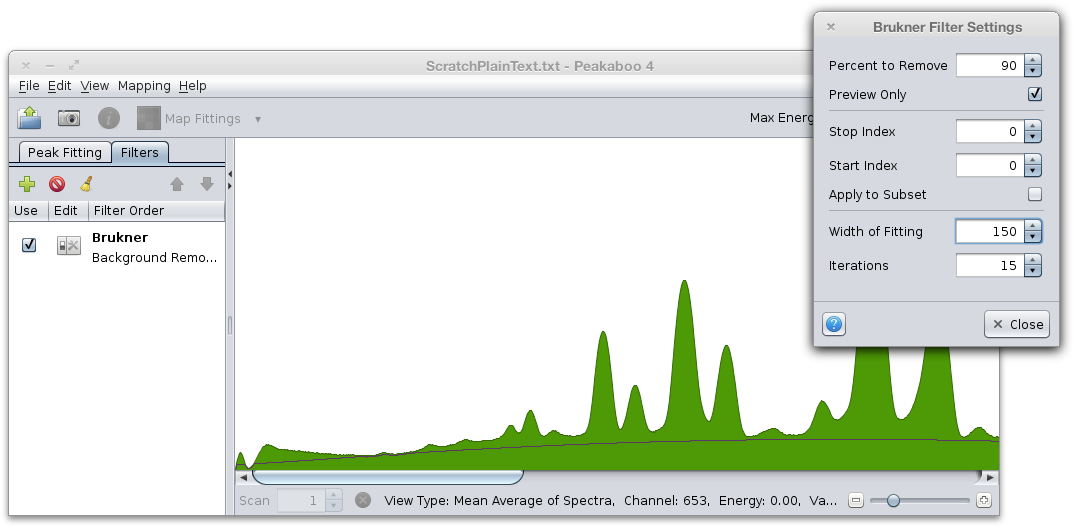 Brukner Filter Settings
Percent to Remove 90
Preview Only
Stop Index 0
Start Index 0
Apply to Subset
Width of Fitting 150
Iterations 15
Close
ScratchPlainText.txt - Peakaboo 4
File Edit View Mapping Help
Map Fittings
Max Energ
Peak Fitting Filters
Use Edit Filter Order
Brukner
Background Remo...
Scan 1 View Type: Mean Average of Spectra, Channel: 653, Energy: 0.00, Va...